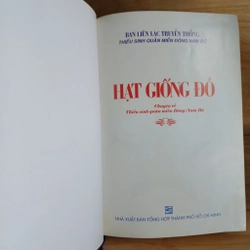 BAN LIÊN LẠC TRUYỀN THỐNG
THIẾU SINH QUÂN MIỀN ĐÔNG NAM BỘ
HẠT GIỐNG ĐỎ
Chuyện về
Thiếu sinh quân miền Đông Nam Bộ
NHÀ XUẤT BẢN TỔNG HỢP THÀNH PHỐ HỒ CHÍ MINH